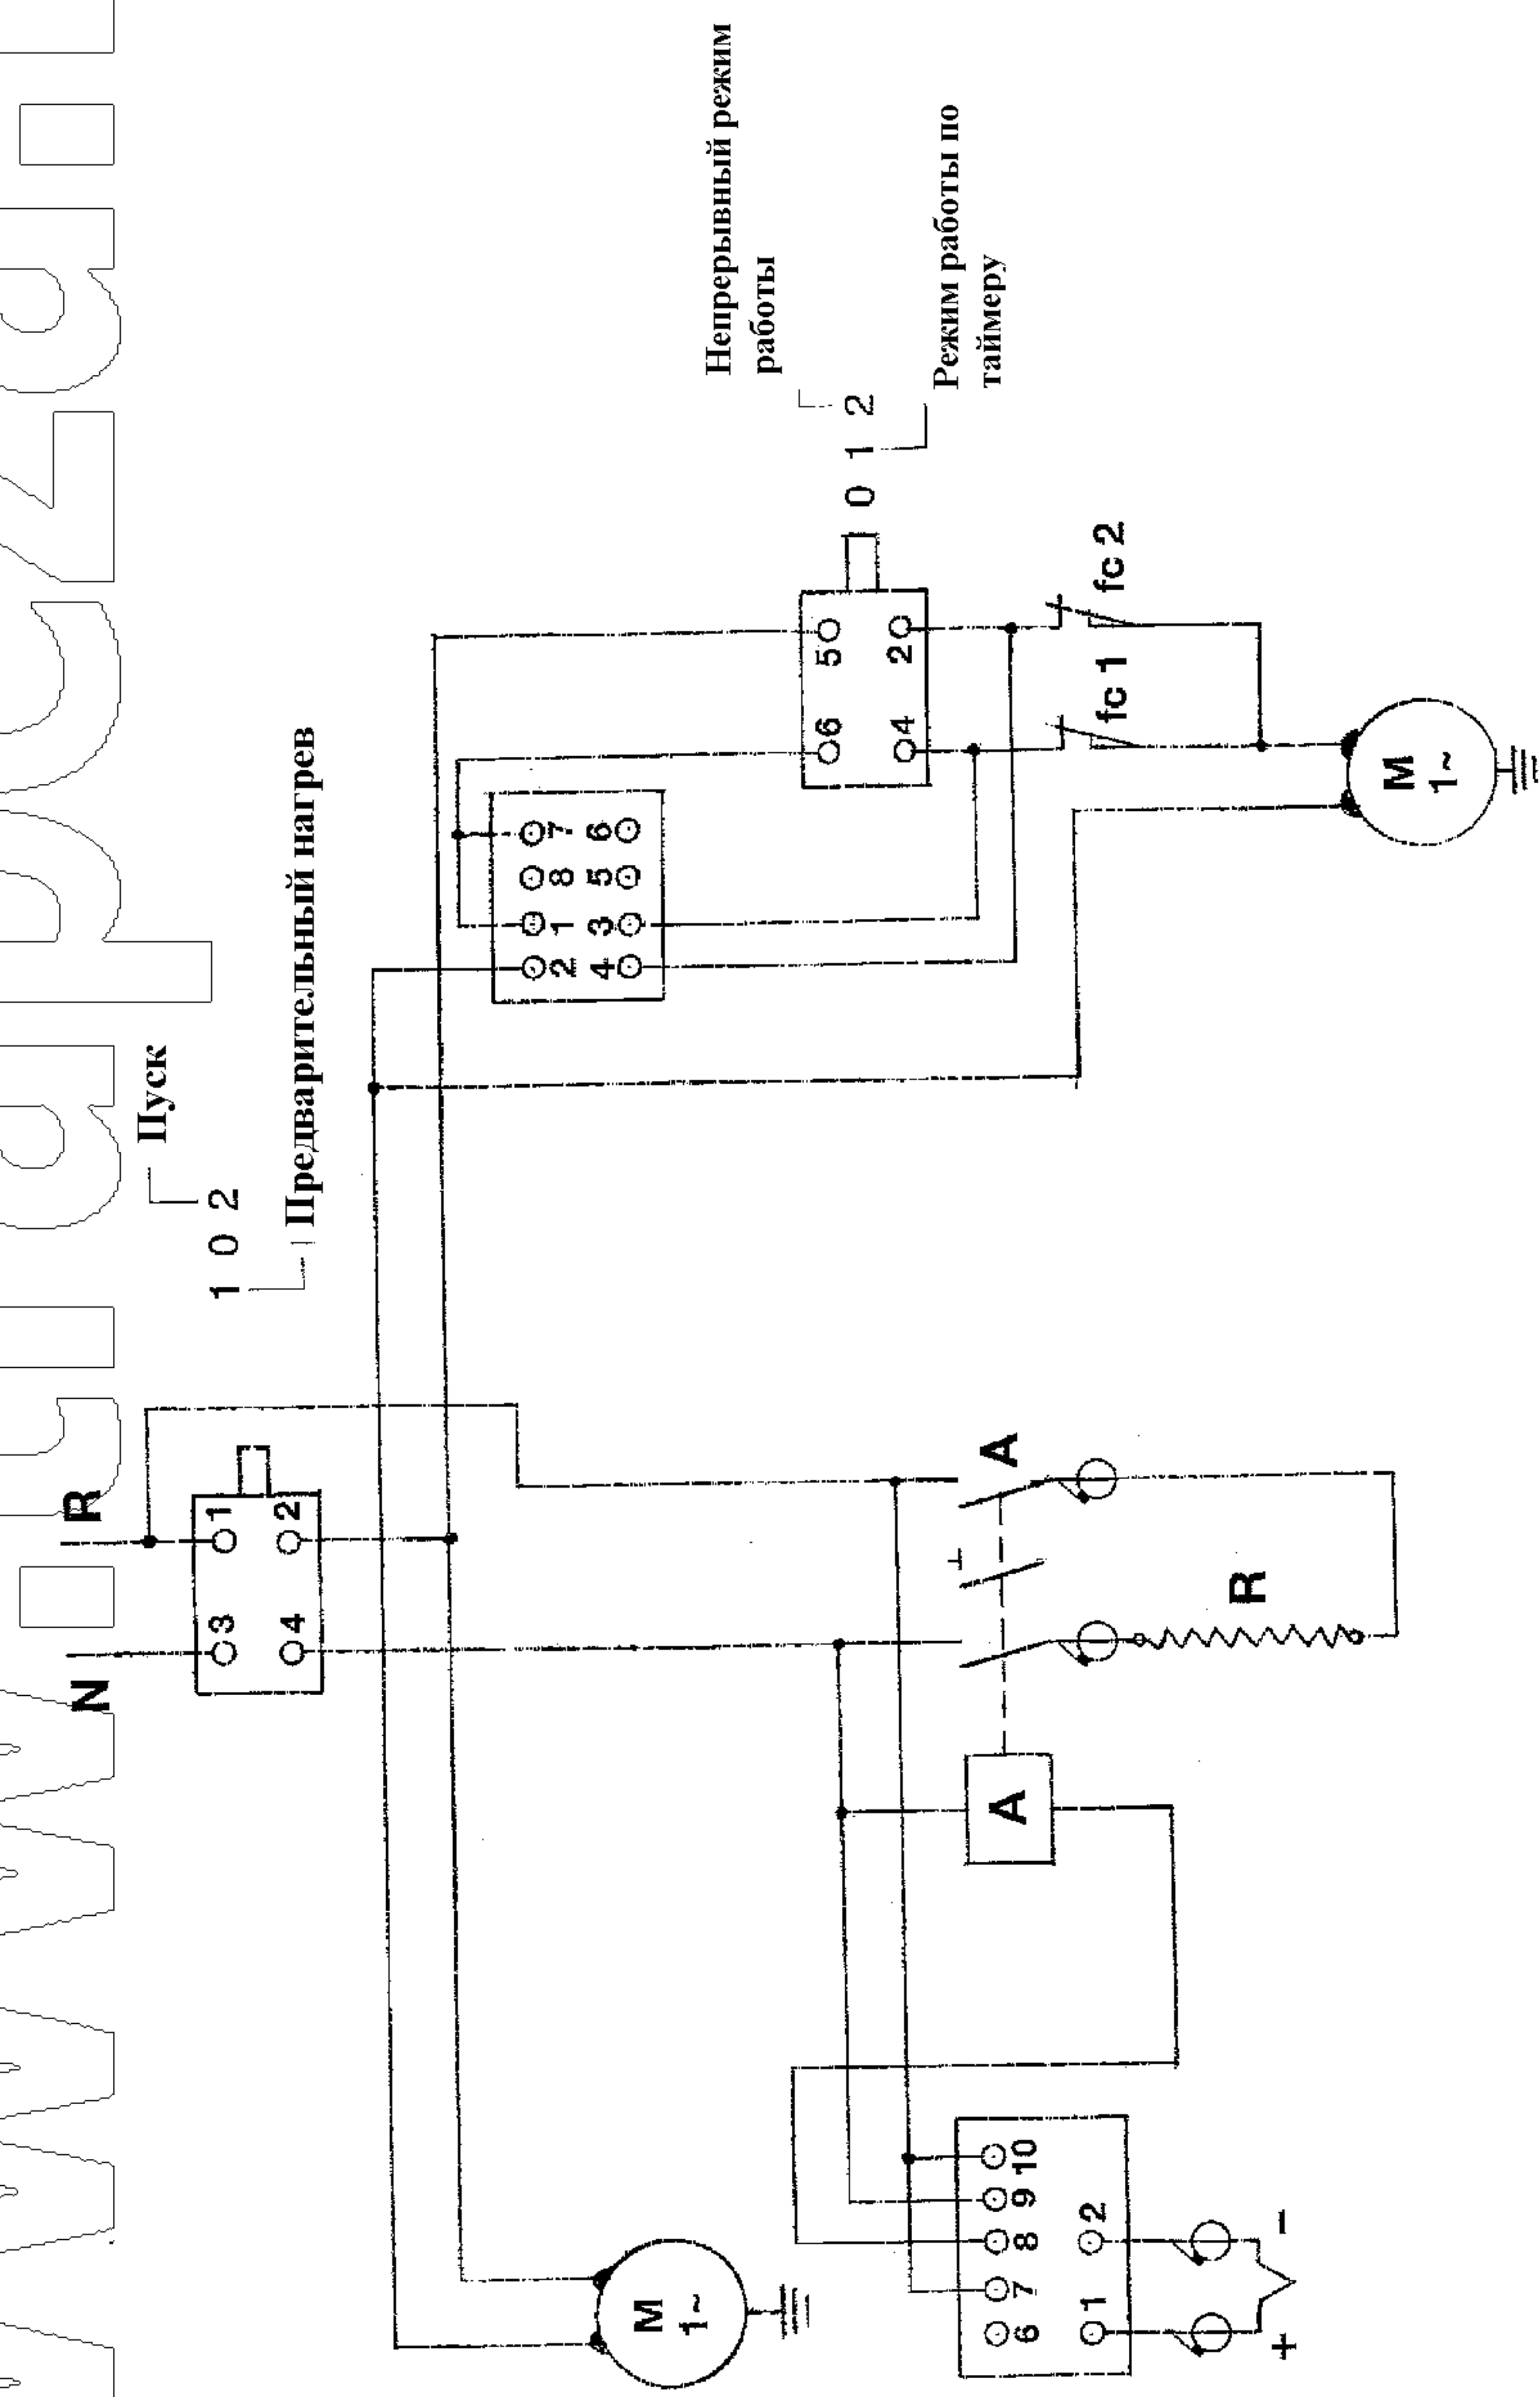 N
R
3
1
4
2
1 0 2
Пуск
Предварительный нагрев
2
1
8
7
4
3
5
6
Непрерывный режим
работы
6
5
4
2
0 1 2
Режим работы по
таймеру
fc 1
fc 2
M
1~
M
1~
A
A
R
6
7
8
9
10
1
2
+
−